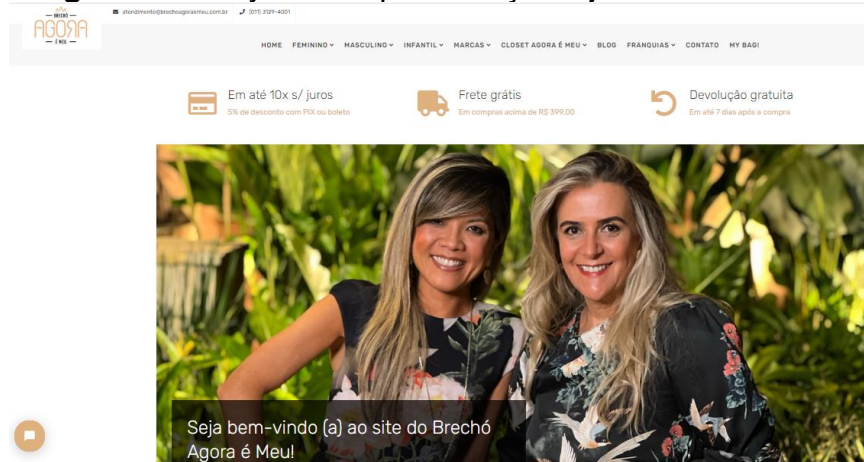 BRECHÓ
AGORA
É MEU
atendimento@brechoagoraemeu.com.br
(011) 3129-4001
HOME FEMININO MASCULINO INFANTIL MARCAS CLOSET AGORA É MEU BLOG FRANQUIAS CONTATO MY BAG!
Em até 10x s/ juros
5% de desconto com PIX ou boleto
Frete grátis
Em compras acima de R$ 399,00
Devolução gratuita
Em até 7 dias após a compra
Seja bem-vindo (a) ao site do Brechó
Agora é Meu!